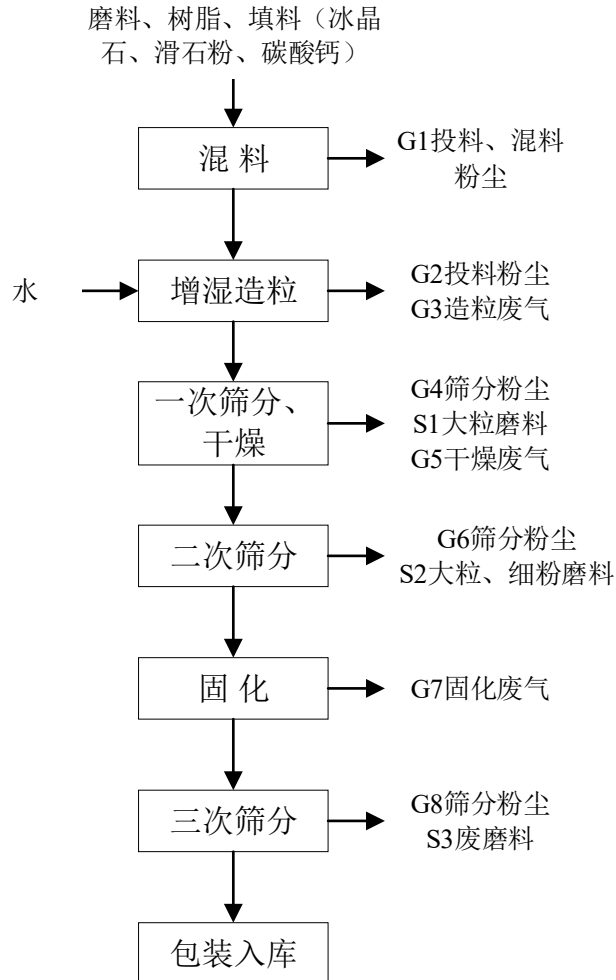 磨料、树脂、填料（冰晶
石、滑石粉、碳酸钙）
混 料
G1投料、混料
粉尘
水
增湿造粒
G2投料粉尘
G3造粒废气
一次筛分、
干燥
G4筛分粉尘
S1大粒磨料
G5干燥废气
二次筛分
G6筛分粉尘
S2大粒、细粉磨料
固 化
G7固化废气
三次筛分
G8筛分粉尘
S3废磨料
包装入库